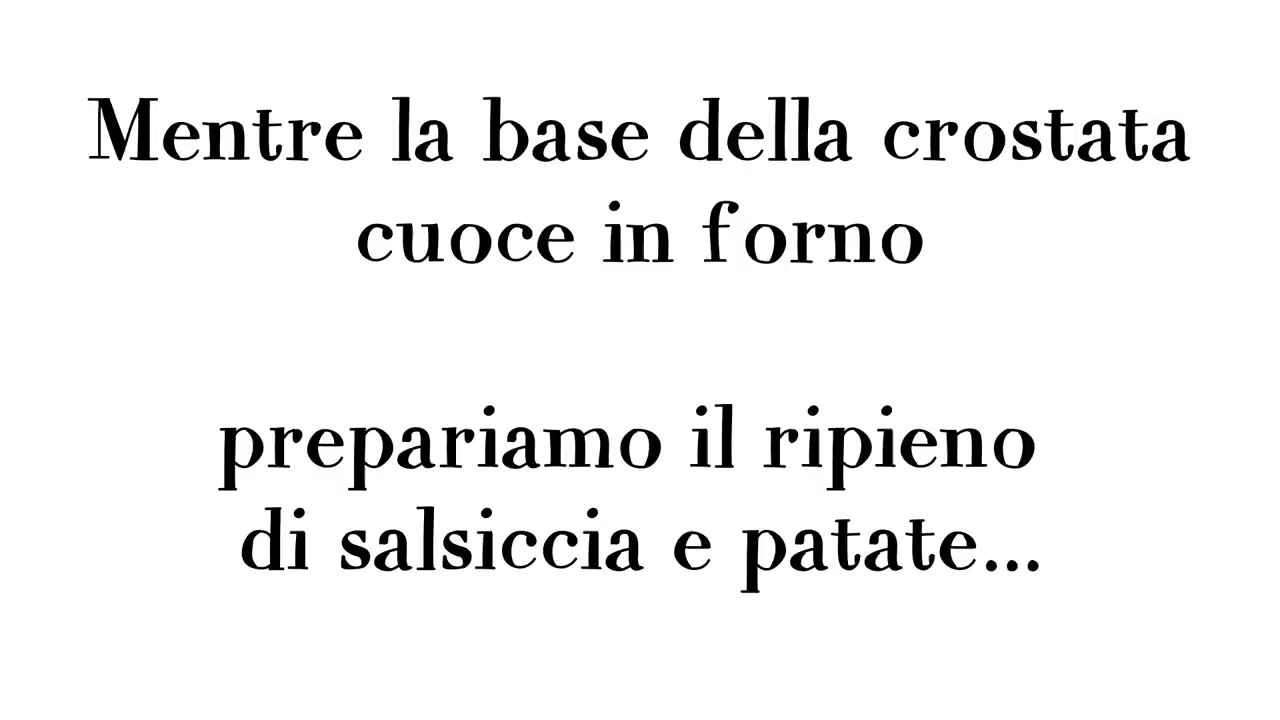 Mentre la base della crostata
cuoce in forno
prepariamo il ripieno
di salsiccia e patate...